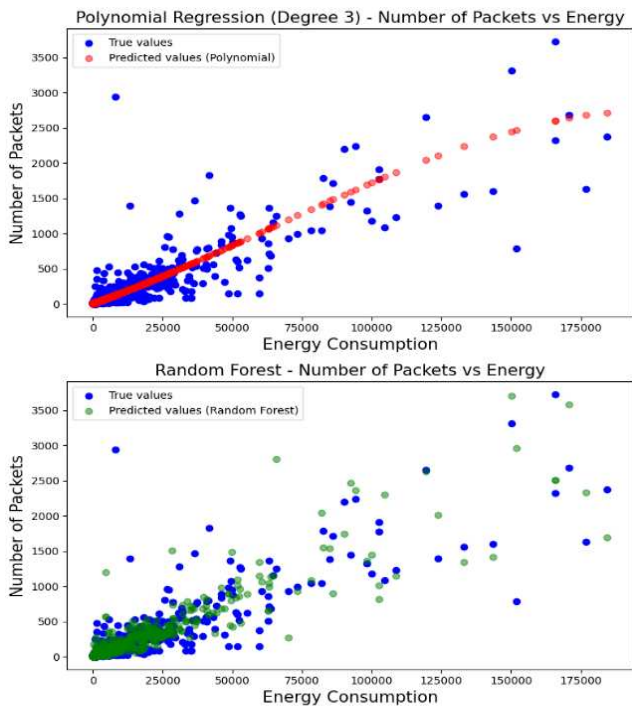 Polynomial Regression (Degree 3) - Number of Packets vs Energy
True values
Predicted values (Polynomial)
Number of Packets
3500
3000
2500
2000
1500
1000
500
0
0 25000 50000 75000 100000 125000 150000 175000
Energy Consumption
Random Forest - Number of Packets vs Energy
True values
Predicted values (Random Forest)
Number of Packets
3500
3000
2500
2000
1500
1000
500
0
0 25000 50000 75000 100000 125000 150000 175000
Energy Consumption